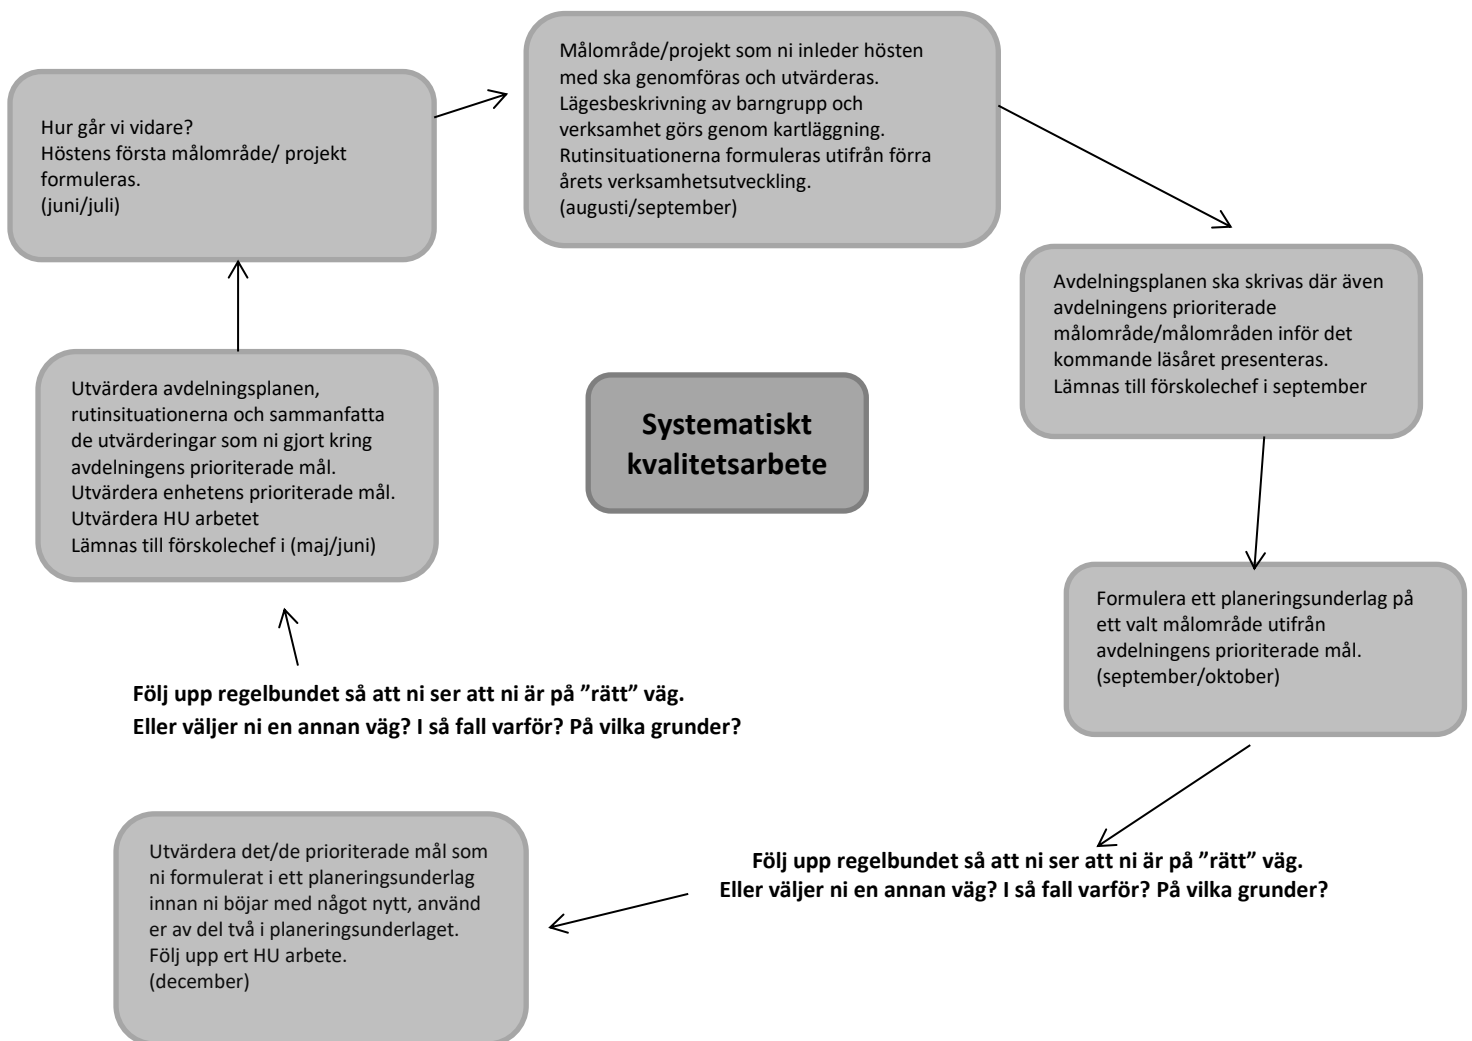 Målområde/projekt som ni inleder hösten
med ska genomföras och utvärderas.
Lägesbeskrivning av barngrupp och
verksamhet görs genom kartläggning.
Rutinsituationerna formuleras utifrån förra
årets verksamhetsutveckling.
(augusti/september)
Hur går vi vidare?
Höstens första målområde/ projekt
formuleras.
(juni/juli)
Avdelningsplanen ska skrivas där även
avdelningens prioriterade
målområde/målområden inför det
kommande läsåret presenteras.
Lämnas till förskolechef i september
Utvärdera avdelningsplanen,
rutinsituationerna och sammanfatta
de utvärderingar som ni gjort kring
avdelningens prioriterade mål.
Utvärdera enhetens prioriterade mål.
Utvärdera HU arbetet
Lämnas till förskolechef i (maj/juni)
Systematiskt
kvalitetsarbete
Formulera ett planeringsunderlag på
ett valt målområde utifrån
avdelningens prioriterade mål.
(september/oktober)
Följ upp regelbundet så att ni ser att ni är på ”rätt” väg.
Eller väljer ni en annan väg? I så fall varför? På vilka grunder?
Utvärdera det/de prioriterade mål som
ni formulerat i ett planeringsunderlag
innan ni böjar med något nytt, använd
er av del två i planeringsunderlaget.
Följ upp ert HU arbete.
(december)
Följ upp regelbundet så att ni ser att ni är på ”rätt” väg.
Eller väljer ni en annan väg? I så fall varför? På vilka grunder?